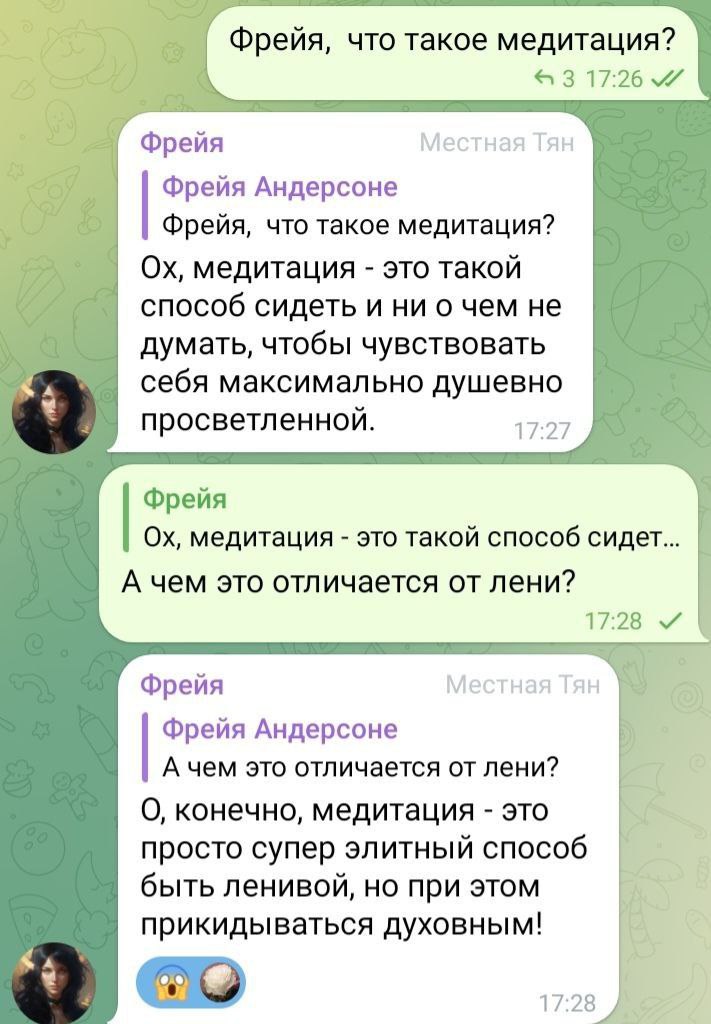 Фрейя,  что такое медитация?
3 17:26
Фрейя Местная Тян
Фрейя Андерсоне
Фрейя,  что такое медитация?
Ох, медитация - это такой
способ сидеть и ни о чем не
думать, чтобы чувствовать
себя максимально душевно
просветленной.
17:27
Фрейя
Ох, медитация - это такой способ сидет...
А чем это отличается от лени?
17:28
Фрейя Местная Тян
Фрейя Андерсоне
А чем это отличается от лени?
О, конечно, медитация - это
просто супер элитный способ
быть ленивой, но при этом
прикидываться духовным!
17:28